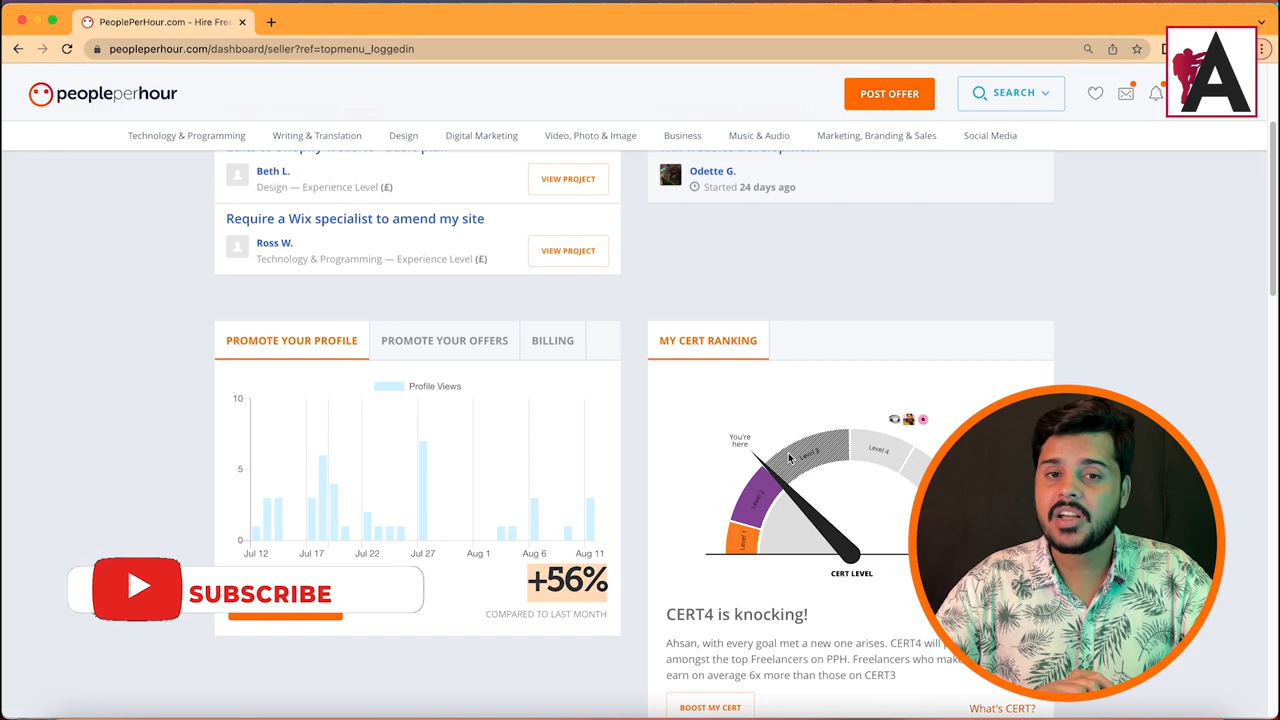 PeoplePerHour.com - Hire Free
peopleperhour.com/dashboard/seller?ref=topmenu_loggedin
A
peopleperhour
POST OFFER
SEARCH
Technology & Programming
Writing & Translation
Design
Digital Marketing
Video, Photo & Image
Business
Music & Audio
Marketing, Branding & Sales
Social Media
Beth L.
Design — Experience Level (£)
VIEW PROJECT
Odette G.
Started 24 days ago
Require a Wix specialist to amend my site
Ross W.
Technology & Programming — Experience Level (£)
VIEW PROJECT
PROMOTE YOUR PROFILE
PROMOTE YOUR OFFERS
BILLING
MY CERT RANKING
Profile Views
10
5
0
Jul 12
Jul 17
Jul 22
Jul 27
Aug 1
Aug 6
Aug 11
SUBSCRIBE
+56%
COMPARED TO LAST MONTH
You're
here
Level 1
Level 2
Level 3
Level 4
CERT LEVEL
CERT4 is knocking!
Ahsan, with every goal met a new one arises. CERT4 will
amongst the top Freelancers on PPH. Freelancers who
earn on average 6x more than those on CERT3
BOOST MY CERT
What's CERT?